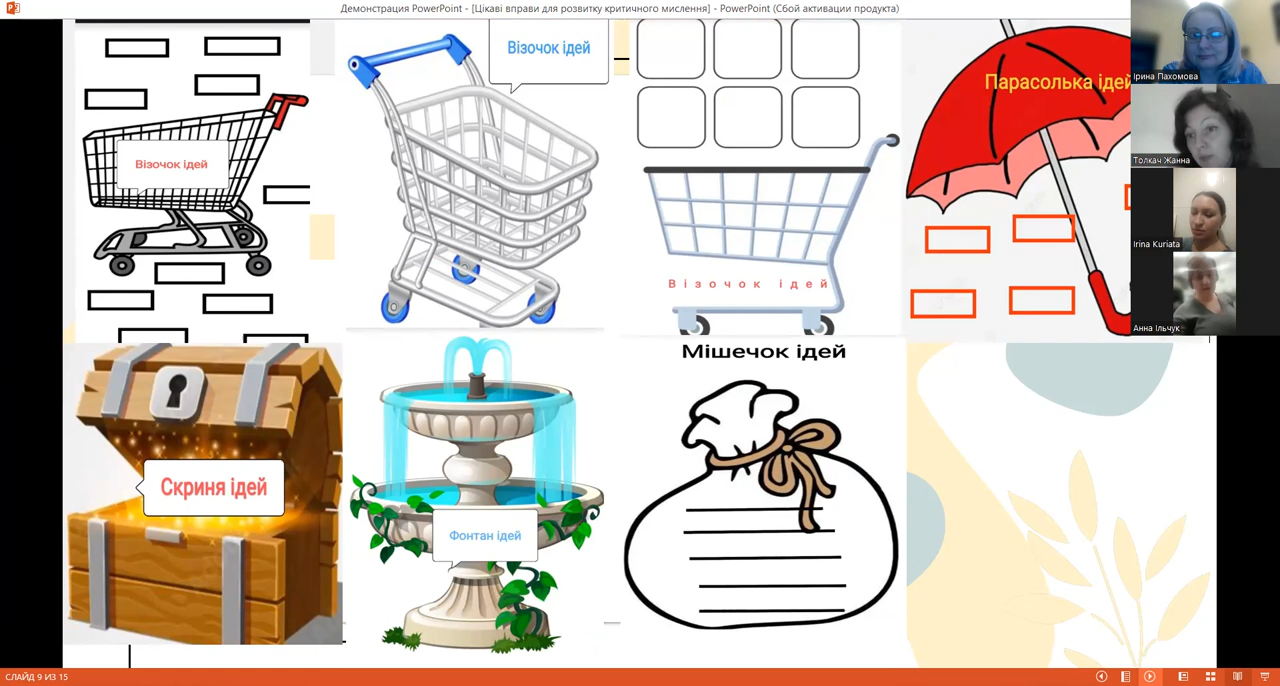 Демонстрация PowerPoint - [Цікаві вправи для розвитку критичного мислення] - PowerPoint (Сбой активации продукта)
Візочок ідей
Візочок ідей
Візочок ідей
Парасолька ідей
Ірина Пахомова
Толкач Жанна
Irina Kuriata
Анна Ільчук
Скриня ідей
Фонтан ідей
Мішечок ідей
СЛАЙД 9 ИЗ 15